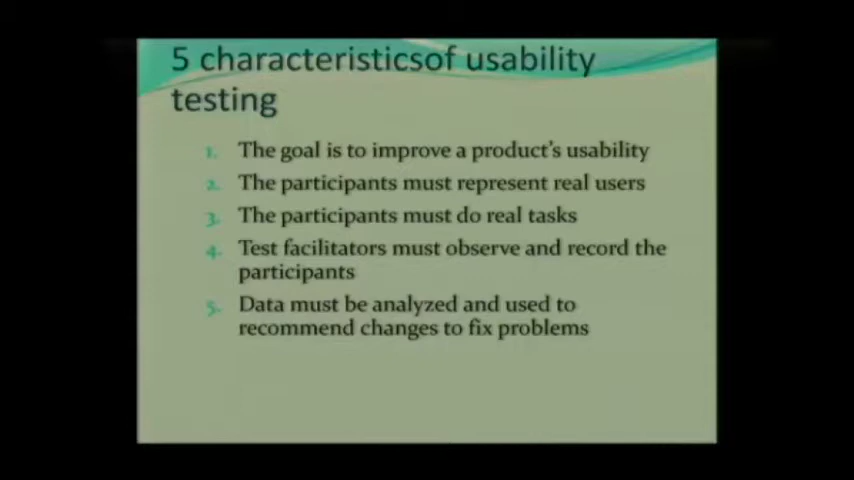 5 characteristicsof usability
testing
1. The goal is to improve a product's usability
2. The participants must represent real users
3. The participants must do real tasks
4. Test facilitators must observe and record the
participants
5. Data must be analyzed and used to
recommend changes to fix problems